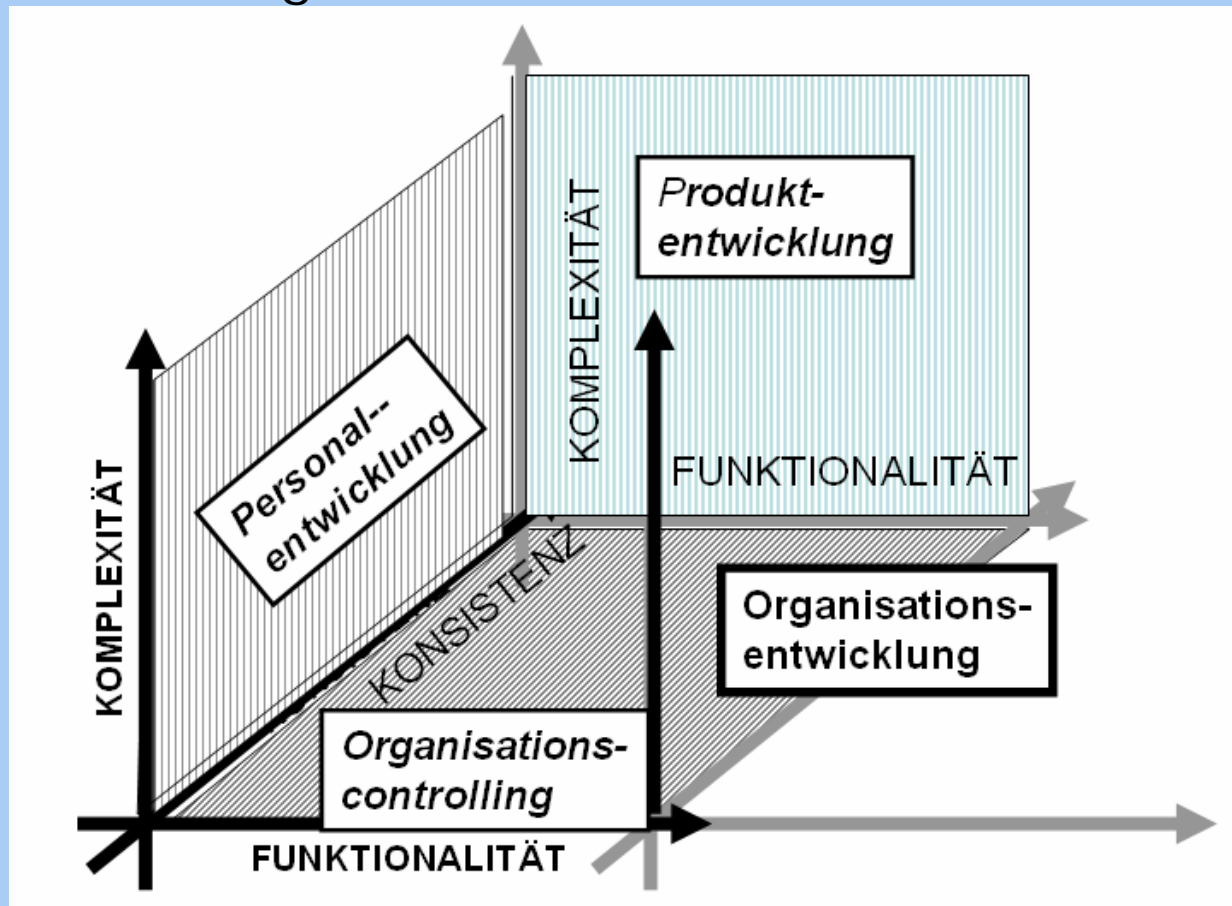 KOMPLEXITÄT
Produkt-
entwicklung
FUNKTIONALITÄT
Personal--
entwicklung
KOMPLEXITÄT
KONSISTENZ
Organisations-
entwicklung
Organisations-
controlling
FUNKTIONALITÄT